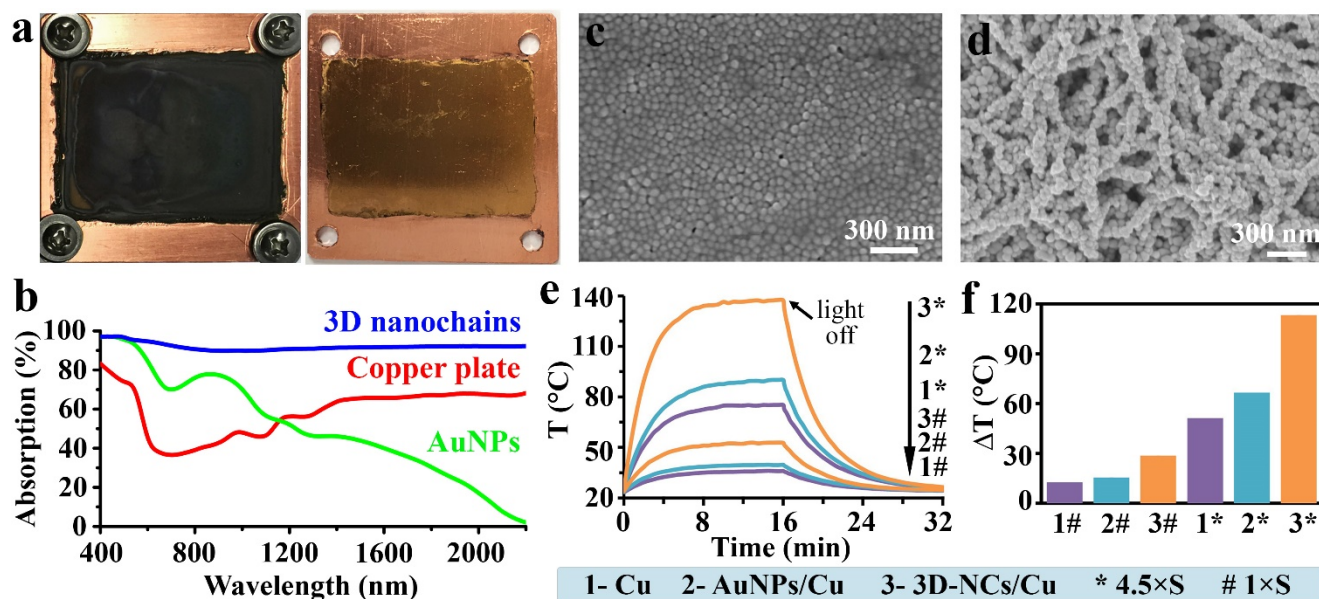 a
c
300 nm
d
300 nm
b
Absorption (%)
100
80
60
40
20
0
3D nanochains
Copper plate
AuNPs
400 800 1200 1600 2000
Wavelength (nm)
e
T (°C)
140
110
80
50
20
light
off
3*
2*
1*
3#
2#
1#
0 8 16 24 32
Time (min)
f
ΔT (°C)
120
90
60
30
0
1# 2# 3# 1* 2* 3*
1- Cu 2- AuNPs/Cu 3- 3D-NCs/Cu * 4.5×S # 1×S